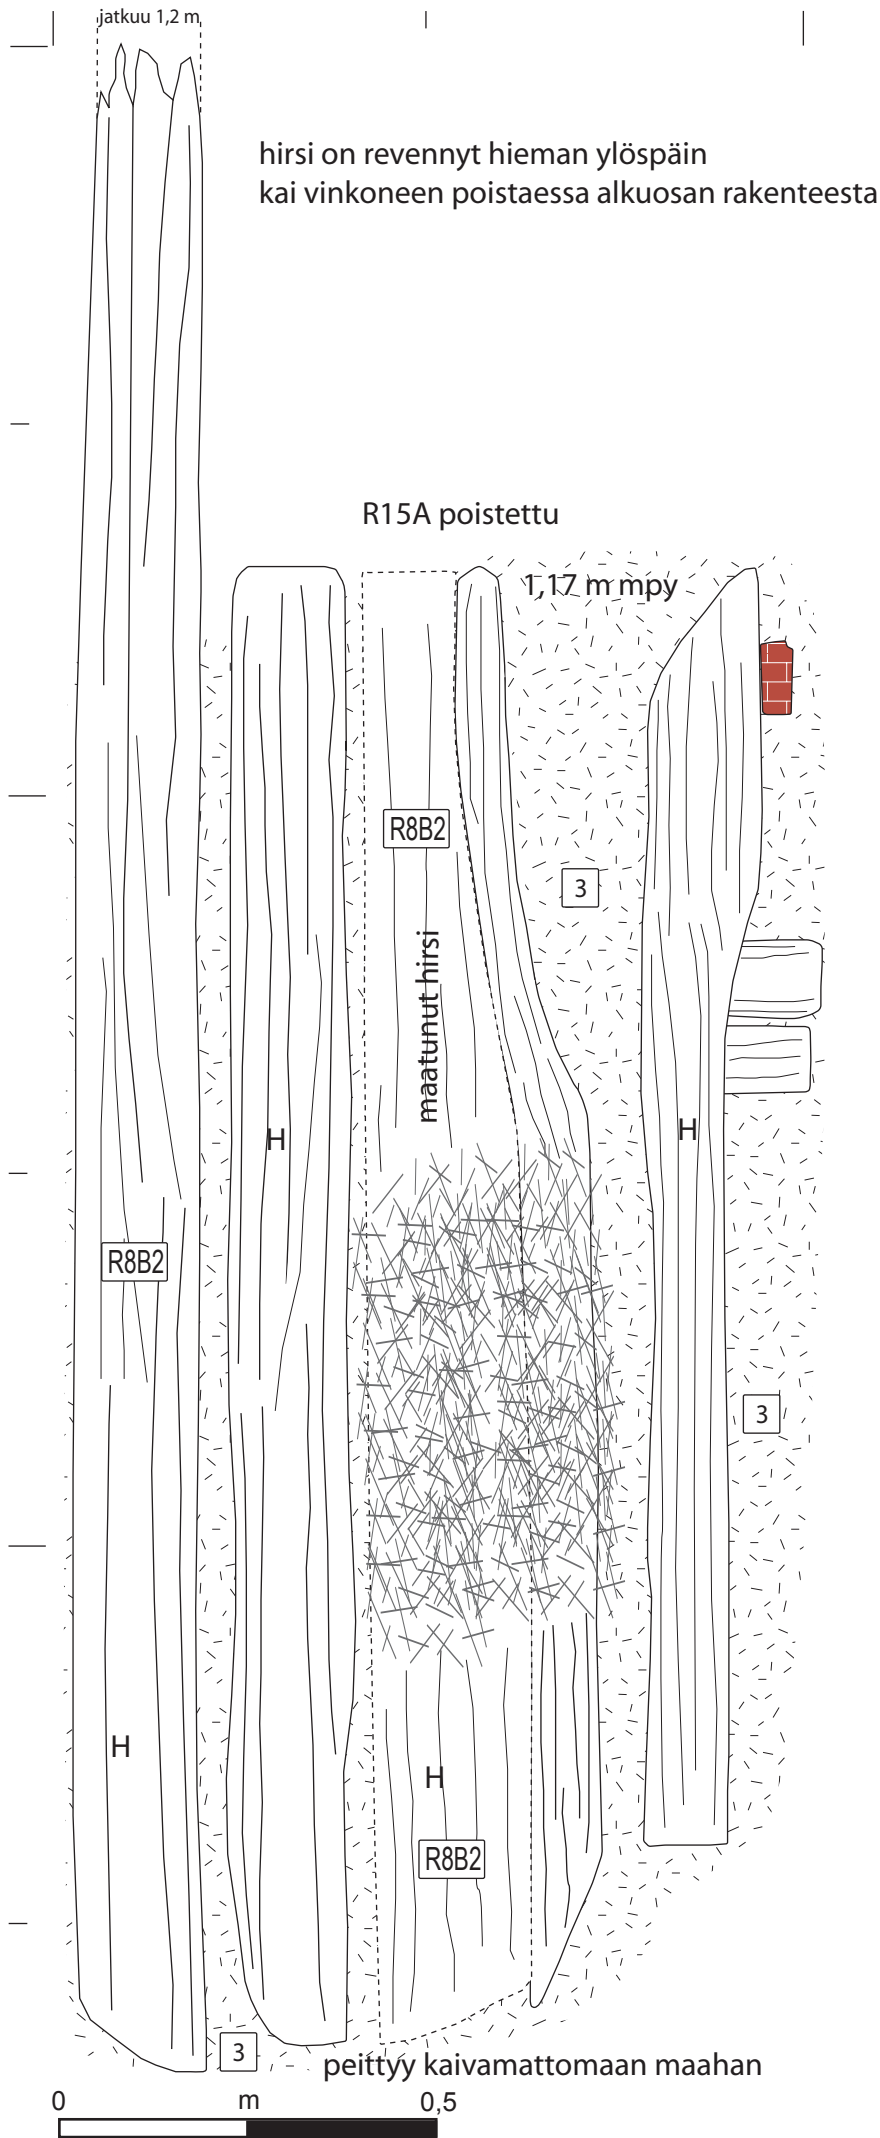 jatkuu 1,2 m
hirsi on revennyt hieman ylöspäin
kai vinkoneen poistaessa alkuosan rakenteesta
R15A poistettu
1,17 m mpy
R8B2
3
maatunut hirsi
H
H
R8B2
3
H
H
R8B2
3
peittyy kaivamattomaan maahan
0 m 0,5